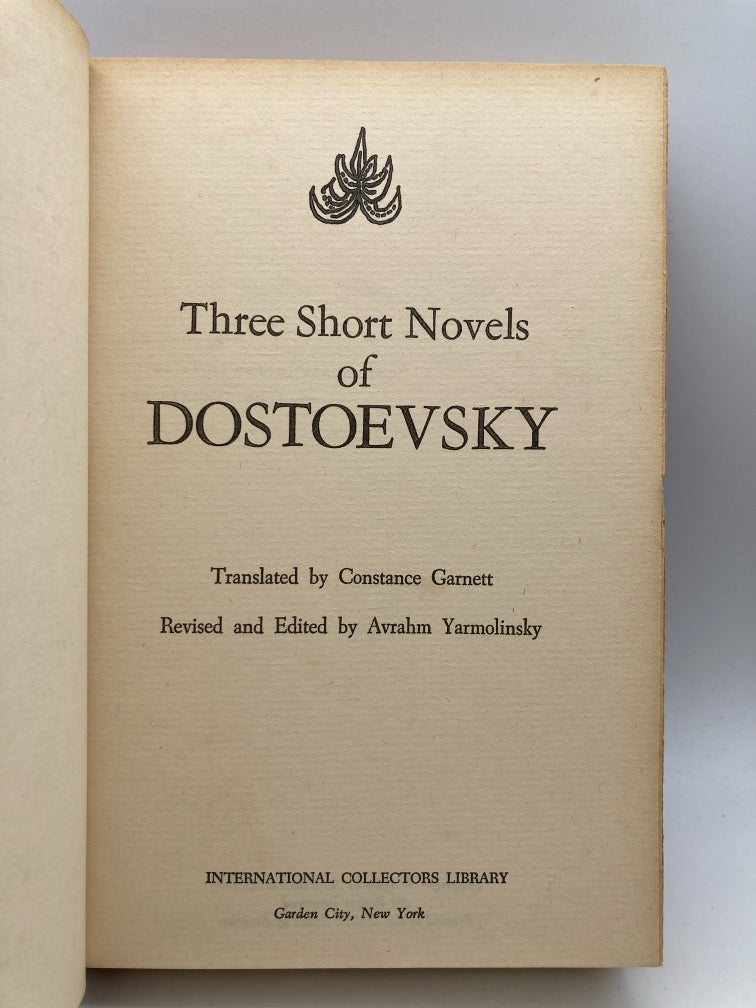 Three Short Novels
of
DOSTOEVSKY
Translated by Constance Garnett
Revised and Edited by Avrahm Yarmolinsky
INTERNATIONAL COLLECTORS LIBRARY
Garden City, New York